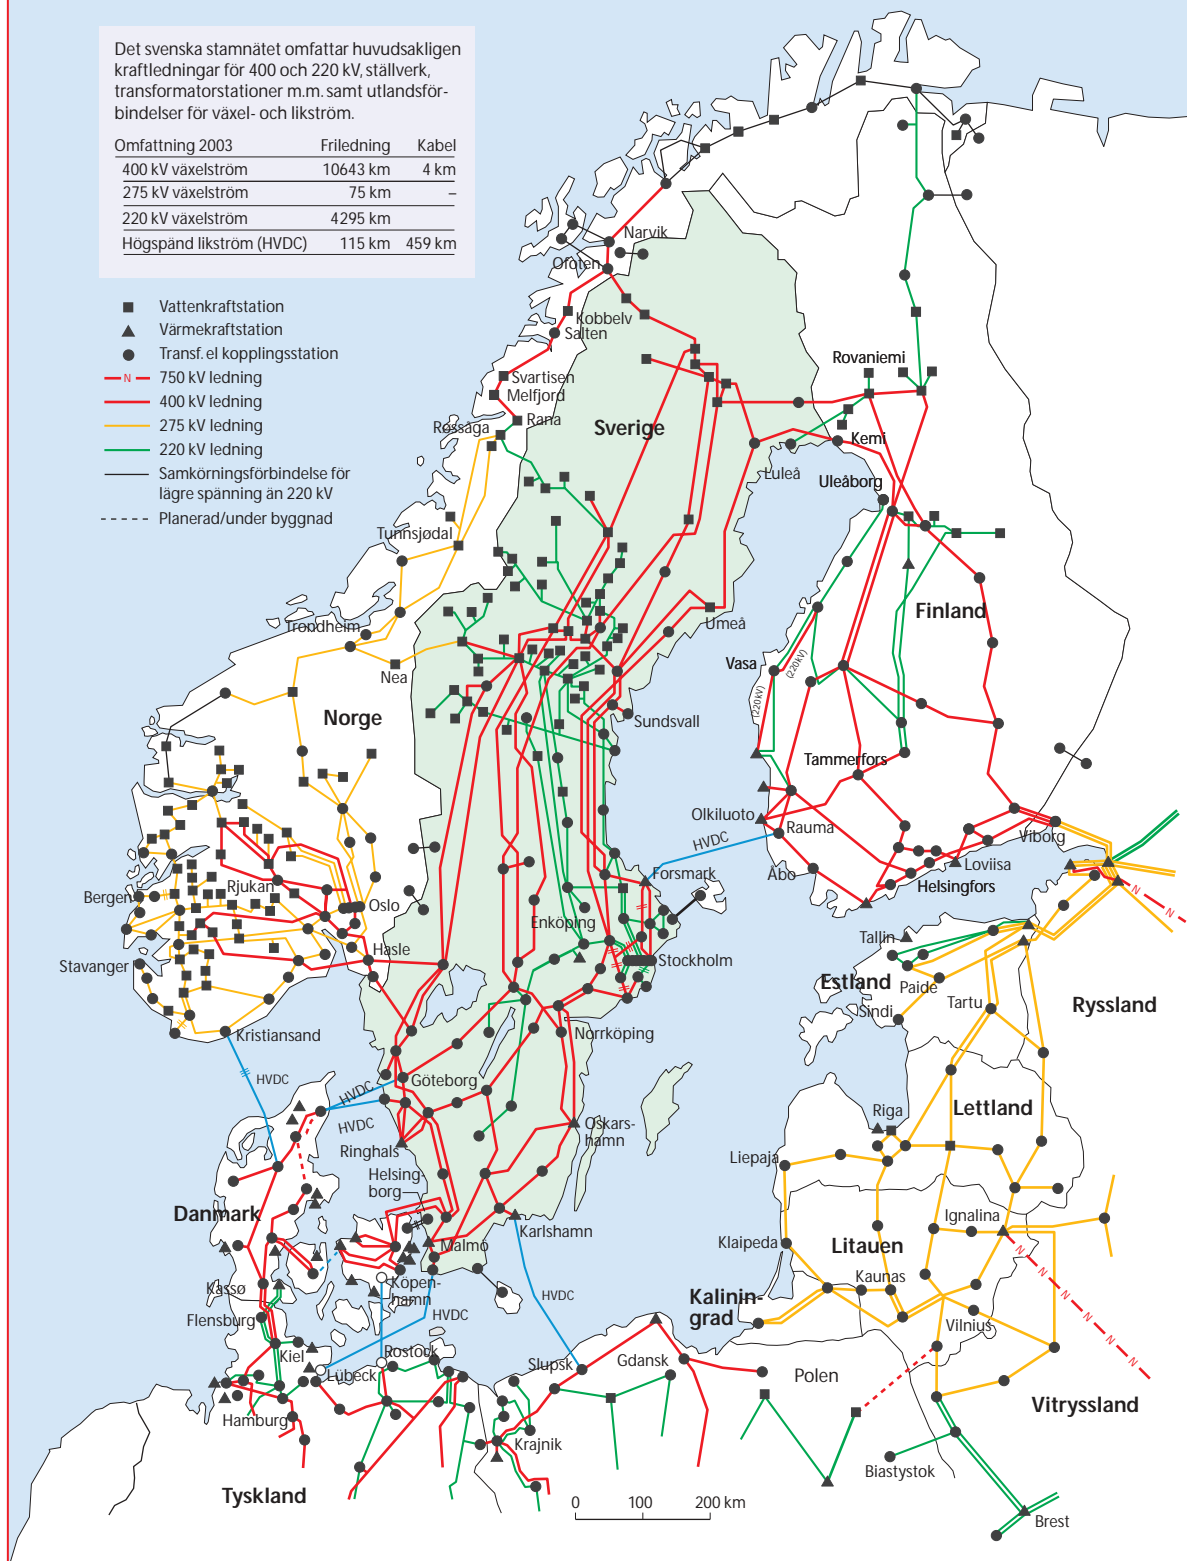 Det svenska stamnätet omfattar huvudsakligen
kraftledningar för 400 och 220 kV, ställverk,
transformatorstationer m.m. samt utlandsför-
bindelser för växel- och likström.
Omfattning 2003 Friledning Kabel
400 kV växelström 10643 km 4 km
275 kV växelström 75 km –
220 kV växelström 4295 km
Högspänd likström (HVDC) 115 km 459 km
Vattenkraftstation
Värmekraftstation
Transf. el kopplingsstation
N 750 kV ledning
400 kV ledning
275 kV ledning
220 kV ledning
Samkörningsförbindelse för
lägre spänning än 220 kV
Planerad/under byggnad
Narvik
Ofoten
Kobbelv
Salten
Svartisen
Melfjord
Rana
Røssåga
Rovaniemi
Sverige
Kemi
Luleå
Uleåborg
Tunnsjødal
Finland
Trondheim
Umeå
Nea
Vasa
(220kV)
(220kV)
Norge
Sundsvall
Tammerfors
Olkiluoto
Rauma
HVDC
Viborg
Loviisa
Forsmark
Åbo
Helsingfors
Rjukan
Bergen
Oslo
Enköping
N
N
Hasle
Stockholm
Tallin
Stavanger
Estland
Paide
Tartu
Ryssland
Sindi
Kristiansand
Norrköping
HVDC
Göteborg
HVDC
HVDC
Lettland
Riga
Oskars-
hamn
Ringhals
Liepaja
Helsing-
borg
Danmark
Karlshamn
Ignalina
Malmö
Klaipeda
Litauen
N
N
N
N
N
Kassø
Köpen-
hamn
HVDC
Kaunas
Kalinin-
grad
Flensburg
HVDC
Vilnius
Kiel
Rostock
Lübeck
Slupsk
Gdansk
Polen
Hamburg
Vitryssland
Krajnik
Biastystok
Tyskland
0 100 200 km
Brest